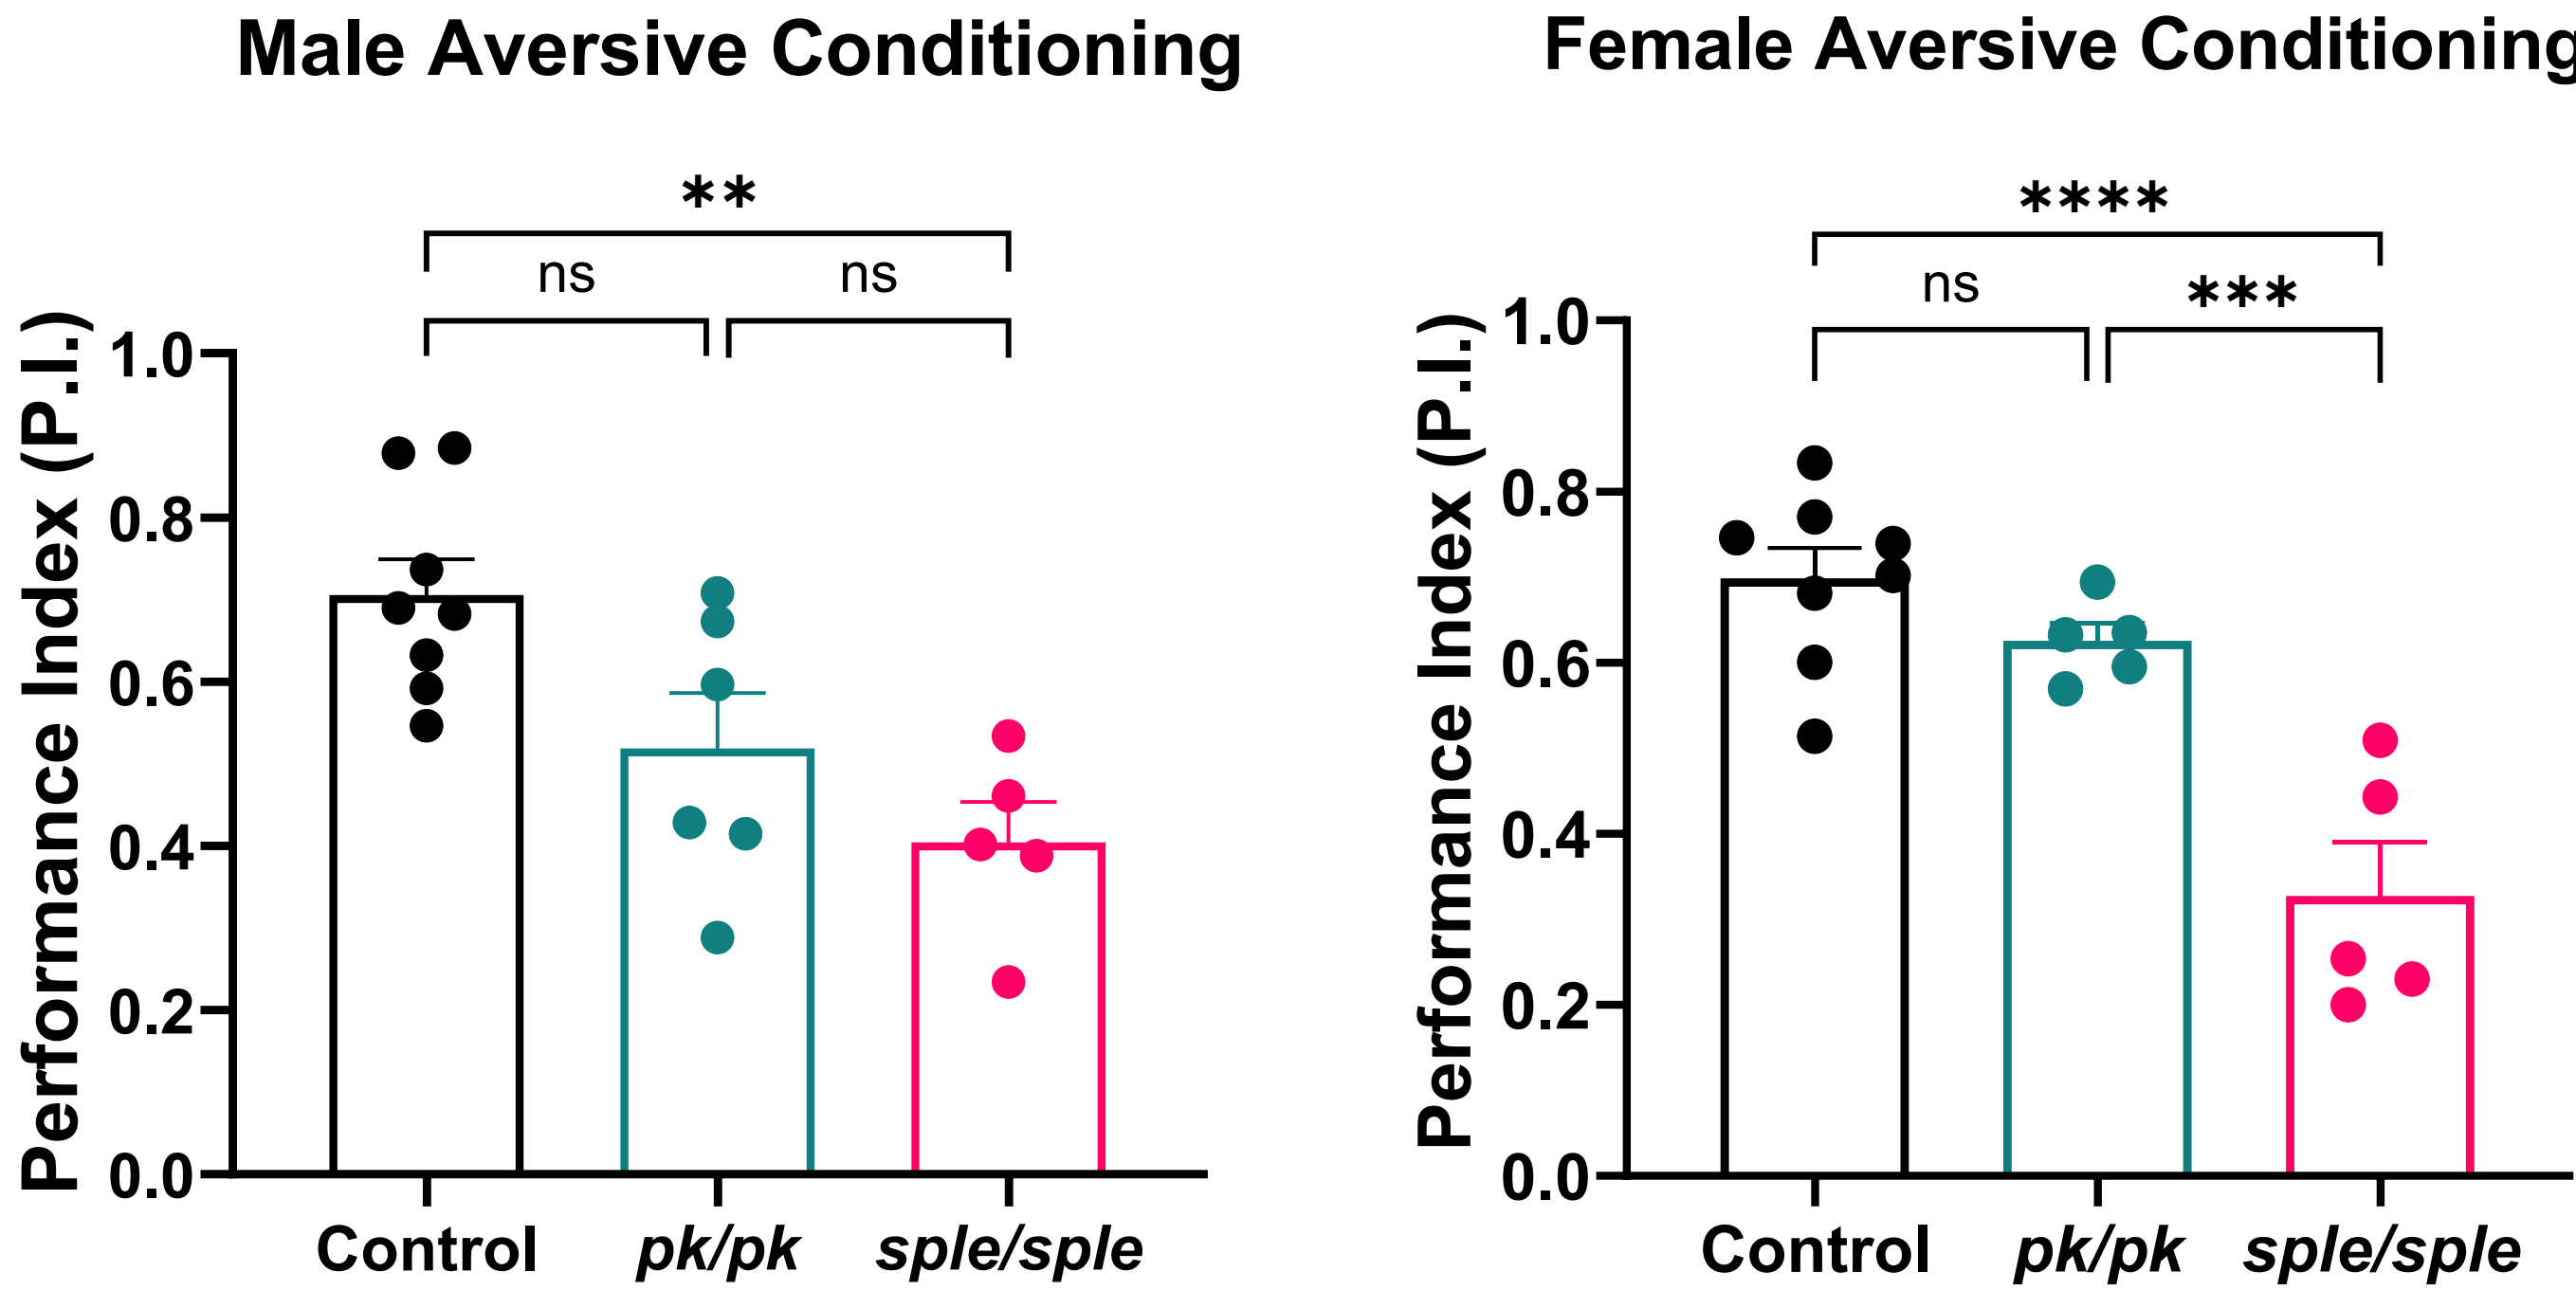 Male Aversive Conditioning
**
ns ns
Performance Index (P.I.)
1.0
0.8
0.6
0.4
0.2
0.0
Control pk/pk sple/sple
Female Aversive Conditioning
****
ns ***
Performance Index (P.I.)
1.0
0.8
0.6
0.4
0.2
0.0
Control pk/pk sple/sple